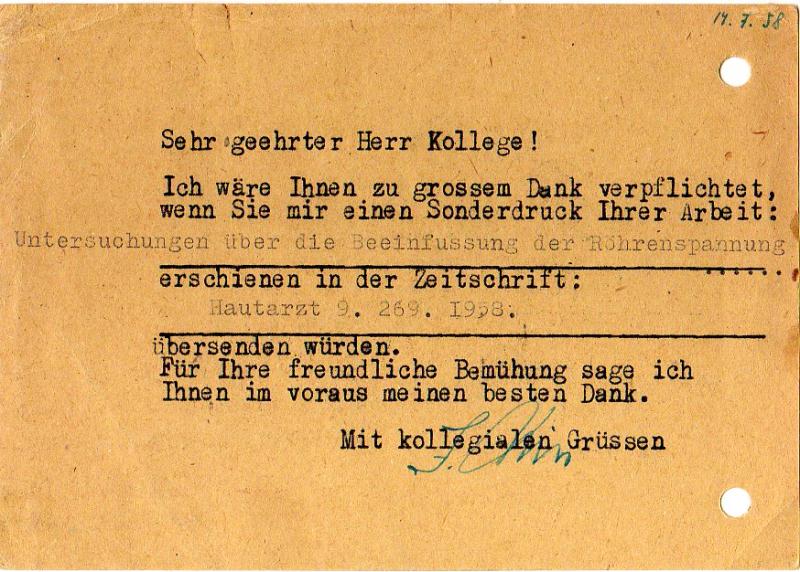 14. 7. 58
Sehr geehrter Herr Kollege!
Ich wäre Ihnen zu grossem Dank verpflichtet,
wenn Sie mir einen Sonderdruck Ihrer Arbeit:
Untersuchungen über die Beeinfussung der Röhrenspannung
......
erschienen in der Zeitschrift:
Hautarzt 9. 269. 1958.
übersenden würden.
Für Ihre freundliche Bemühung sage ich
Ihnen im voraus meinen besten Dank.
Mit kollegialen Grüssen